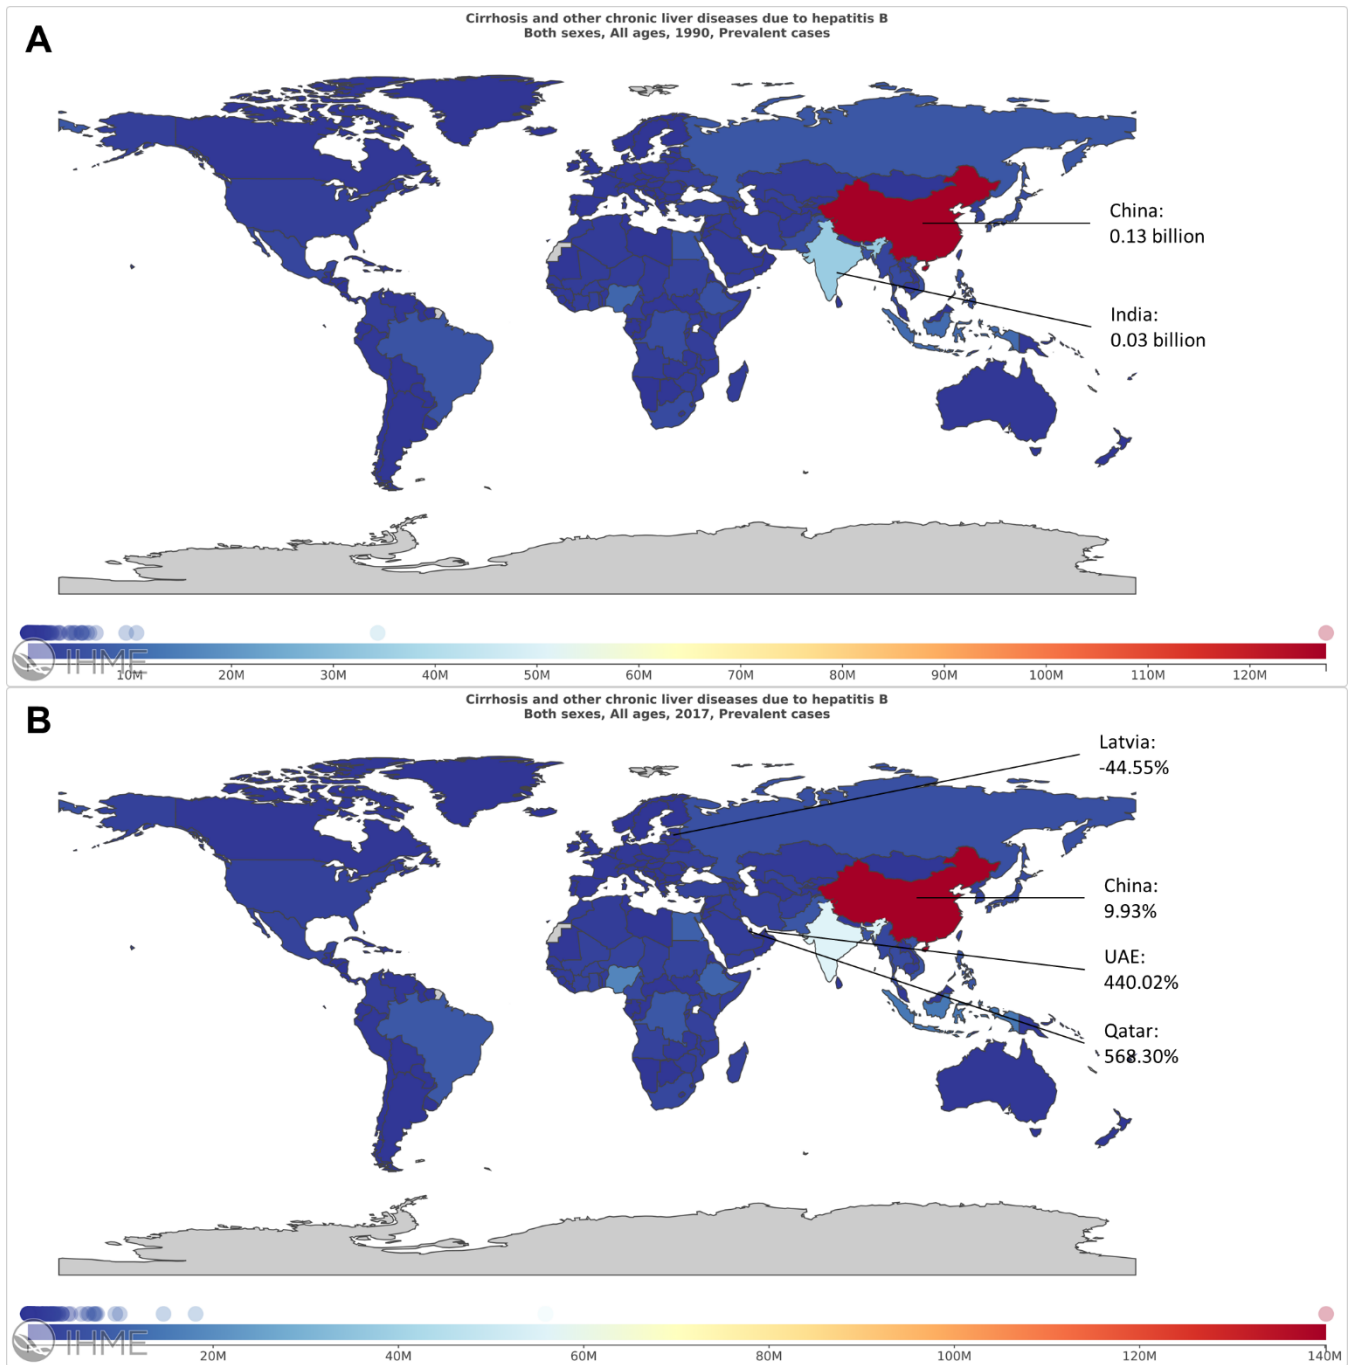 A
Cirrhosis and other chronic liver diseases due to hepatitis B
Both sexes, All ages, 1990, Prevalent cases
China:
0.13 billion
India:
0.03 billion
IHME
10M 20M 30M 40M 50M 60M 70M 80M 90M 100M 110M 120M
B
Cirrhosis and other chronic liver diseases due to hepatitis B
Both sexes, All ages, 2017, Prevalent cases
Latvia:
-44.55%
China:
9.93%
UAE:
440.02%
Qatar:
568.30%
IHME
20M 40M 60M 80M 100M 120M 140M